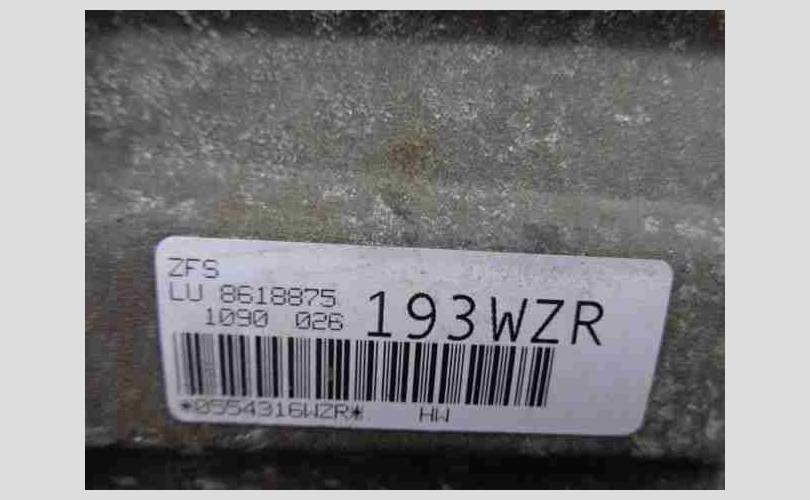 ZFS
LU 8618875
1090 026 193WZR
*0554316WZR* HW